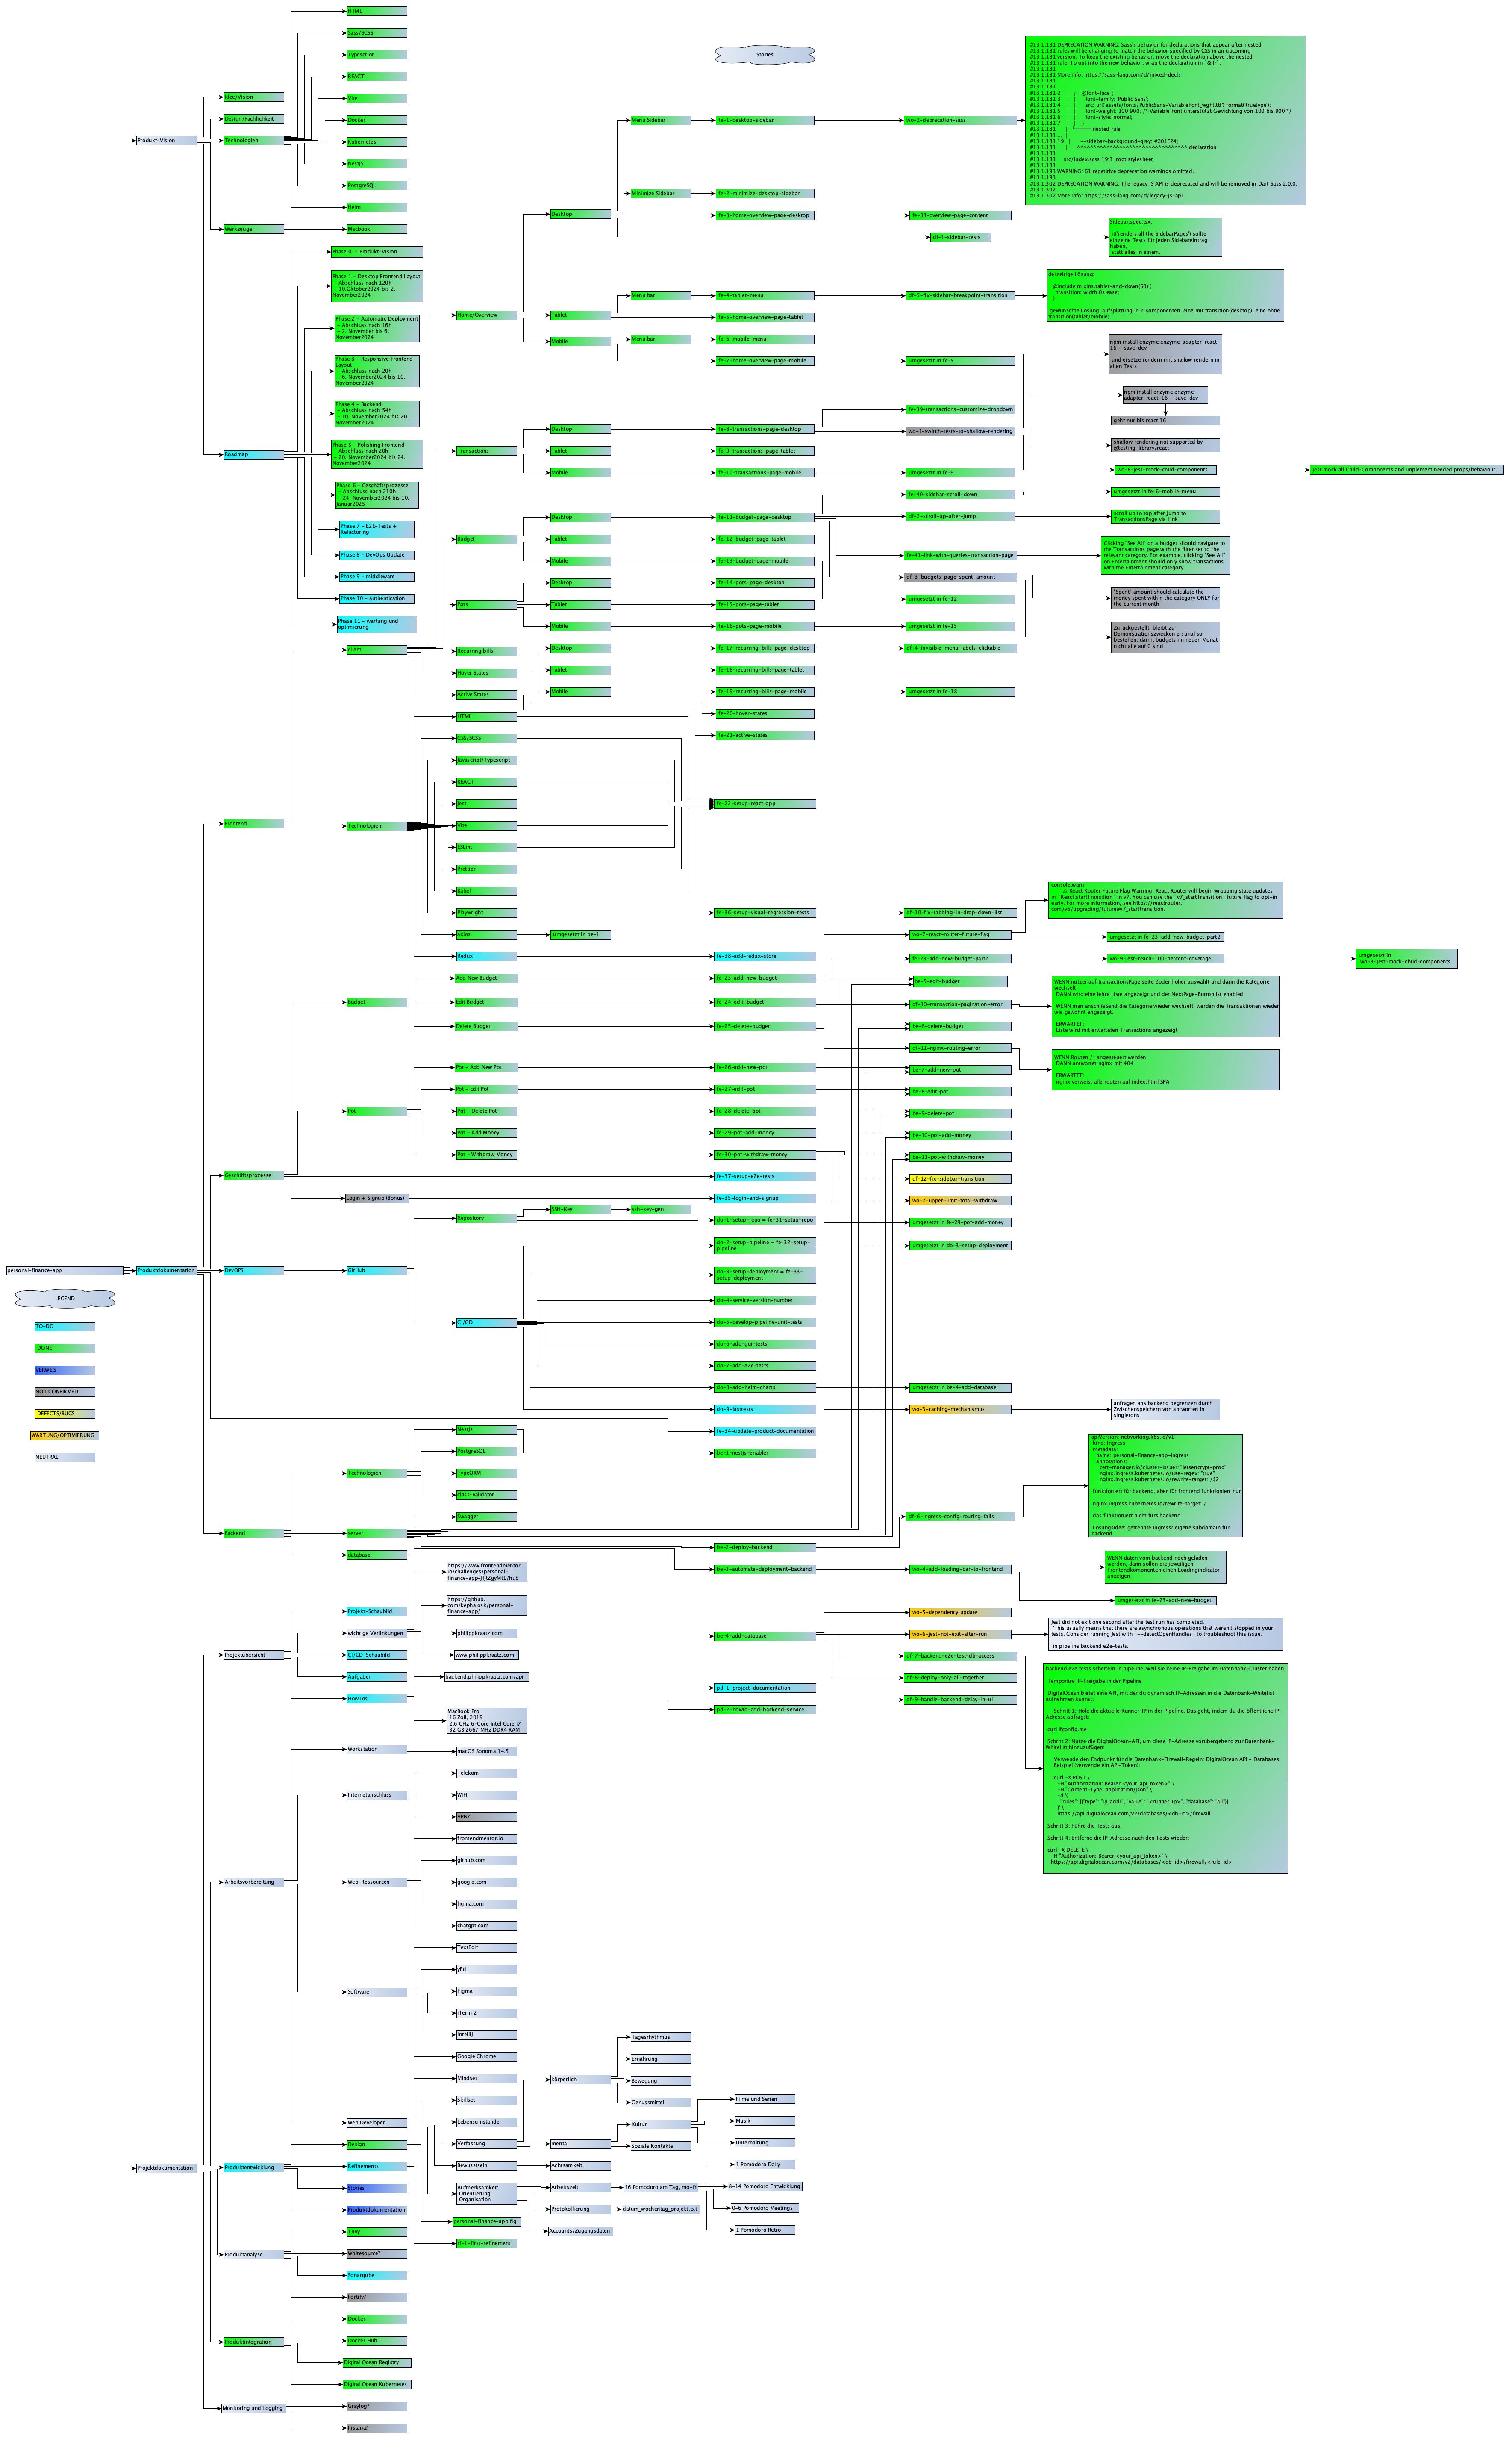 HTML
Sass/SCSS
Typescript
Stories
REACT
Vite
Idee/Vision
Design/Fachlichkeit
Docker
Produkt-Vision
Technologien
Kubernetes
NestJS
PostgreSQL
Helm
Werkzeuge
Macbook
#13 1.181 DEPRECATION WARNING: Sass's behavior for declarations that appear after nested
#13 1.181 rules will be changing to match the behavior specified by CSS in an upcoming
#13 1.181 version. To keep the existing behavior, move the declaration above the nested
#13 1.181 rule. To opt into the new behavior, wrap the declaration in `& {}`.
#13 1.181
#13 1.181 More info: https://sass-lang.com/d/mixed-decls
#13 1.181
#13 1.181 ,
#13 1.181 2 | ┌ @font-face {
#13 1.181 3 | | font-family: 'Public Sans';
#13 1.181 4 | | src: url('assets/fonts/PublicSans-VariableFont_wght.ttf') format('truetype');
#13 1.181 5 | | font-weight: 100 900; /* Variable Font unterstützt Gewichtung von 100 bis 900 */
#13 1.181 6 | | font-style: normal;
#13 1.181 7 | | }
#13 1.181 | └──── nested rule
#13 1.181 ... |
#13 1.181 19 | --sidebar-background-grey: #201F24;
#13 1.181 | ^^^^^^^^^^^^^^^^^^^^^^^^^^^^^^^^^^ declaration
#13 1.181 '
#13 1.181 src/index.scss 19:3 root stylesheet
#13 1.181
#13 1.193 WARNING: 61 repetitive deprecation warnings omitted.
#13 1.193
#13 1.302 DEPRECATION WARNING: The legacy JS API is deprecated and will be removed in Dart Sass 2.0.0.
#13 1.302
#13 1.302 More info: https://sass-lang.com/d/legacy-js-api
Menu Sidebar
fe-1-desktop-sidebar
wo-2-deprecation-sass
Minimize Sidebar
fe-2-minimize-desktop-sidebar
Desktop
fe-3-home-overview-page-desktop
fe-38-overview-page-content
df-1-sidebar-tests
Sidebar.spec.tsx:
it('renders all the SidebarPages') sollte
einzelne Tests für jeden Sidebareintrag
haben,
statt alles in einem.
Phase 0 - Produkt-Vision
Phase 1 - Desktop Frontend Layout
- Abschluss nach 120h
- 10.Oktober2024 bis 2.
November2024
Phase 2 - Automatic Deployment
- Abschluss nach 16h
- 2. November bis 6.
November2024
Phase 3 - Responsive Frontend
Layout
- Abschluss nach 20h
- 6. November2024 bis 10.
November2024
Phase 4 - Backend
- Abschluss nach 54h
- 10. November2024 bis 20.
November2024
Phase 5 - Polishing Frontend
- Abschluss nach 20h
- 20. November2024 bis 24.
November2024
Roadmap
Phase 6 - Geschäftsprozesse
- Abschluss nach 210h
- 24. November2024 bis 10.
Januar2025
Phase 7 - E2E-Tests +
Refactoring
Phase 8 - DevOps Update
Phase 9 - middleware
Phase 10 - authentication
Phase 11 - wartung und
optimierung
Home/Overview
Tablet
Menu bar
fe-4-tablet-menu
df-5-fix-sidebar-breakpoint-transition
derzeitige Lösung:
@include mixins.tablet-and-down(50) {
transition: width 0s ease;
}
gewünschte Lösung: aufsplittung in 2 Komponenten. eine mit transition(desktop), eine ohne
transition(tablet/mobile)
fe-5-home-overview-page-tablet
Mobile
Menu bar
fe-6-mobile-menu
fe-7-home-overview-page-mobile
umgesetzt in fe-5
npm install enzyme enzyme-adapter-react-
16 --save-dev
und ersetze rendern mit shallow rendern in
allen Tests
npm install enzyme enzyme-
adapter-react-16 --save-dev
geht nur bis react 16
shallow rendering not supported by
@testing-library/react
Transactions
Desktop
fe-8-transactions-page-desktop
fe-39-transactions-customize-dropdown
wo-1-switch-tests-to-shallow-rendering
wo-8-jest-mock-child-components
jest.mock all Child-Components and implement needed props/behaviour
Tablet
fe-9-transactions-page-tablet
Mobile
fe-10-transactions-page-mobile
umgesetzt in fe-9
fe-40-sidebar-scroll-down
umgesetzt in fe-6-mobile-menu
Budget
Desktop
fe-11-budget-page-desktop
df-2-scroll-up-after-jump
scroll up to top after jump to
TransactionsPage via Link
Tablet
fe-12-budget-page-tablet
fe-41-link-with-queries-transaction-page
Clicking "See All" on a budget should navigate to
the Transactions page with the filter set to the
relevant category. For example, clicking "See All"
on Entertainment should only show transactions
with the Entertainment category.
Mobile
fe-13-budget-page-mobile
df-3-budgets-page-spent-amount
"Spent" amount should calculate the
money spent within the category ONLY for
the current month
umgesetzt in fe-12
Zurückgestellt: bleibt zu
Demonstrationszwecken erstmal so
bestehen, damit budgets im neuen Monat
nicht alle auf 0 sind
Pots
Desktop
fe-14-pots-page-desktop
Tablet
fe-15-pots-page-tablet
Mobile
fe-16-pots-page-mobile
umgesetzt in fe-15
client
Recurring bills
Desktop
fe-17-recurring-bills-page-desktop
df-4-invisible-menu-labels-clickable
Tablet
fe-18-recurring-bills-page-tablet
Mobile
fe-19-recurring-bills-page-mobile
umgesetzt in fe-18
Hover States
Active States
fe-20-hover-states
fe-21-active-states
HTML
CSS/SCSS
Javascript/Typescript
REACT
Jest
fe-22-setup-react-app
Frontend
Technologien
Vite
ESLint
Prettier
Babel
Playwright
fe-36-setup-visual-regression-tests
df-10-fix-tabbing-in-drop-down-list
axios
umgesetzt in be-1
Redux
fe-38-add-redux-store
console.warn
⚠ React Router Future Flag Warning: React Router will begin wrapping state updates
in `React.startTransition` in v7. You can use the `v7_startTransition` future flag to opt-in
early. For more information, see https://reactrouter.
com/v6/upgrading/future#v7_starttransition.
wo-7-react-router-future-flag
umgesetzt in fe-23-add-new-budget-part2
fe-23-add-new-budget-part2
wo-9-jest-reach-100-percent-coverage
umgesetzt in
wo-8-jest-mock-child-components
Add New Budget
fe-23-add-new-budget
be-5-edit-budget
Budget
Edit Budget
fe-24-edit-budget
df-10-transaction-pagination-error
WENN nutzer auf transactionsPage seite 2oder höher auswählt und dann die Kategorie
wechselt,
DANN wird eine lehre Liste angezeigt und der NextPage-Button ist enabled.
WENN man anschließend die Kategorie wieder wechselt, werden die Transaktionen wieder
wie gewohnt angezeigt.
ERWARTET:
Liste wird mit erwarteten Transactions angezeigt
Delete Budget
fe-25-delete-budget
be-6-delete-budget
df-11-nginx-routing-error
WENN Routen /* angesteuert werden
DANN antwortet nginx mit 404
ERWARTET:
nginx verweist alle routen auf index.html SPA
Pot - Add New Pot
fe-26-add-new-pot
be-7-add-new-pot
Pot - Edit Pot
fe-27-edit-pot
be-8-edit-pot
Pot
Pot - Delete Pot
fe-28-delete-pot
be-9-delete-pot
Pot - Add Money
fe-29-pot-add-money
be-10-pot-add-money
Pot - Withdraw Money
fe-30-pot-withdraw-money
be-11-pot-withdraw-money
Geschäftsprozesse
fe-37-setup-e2e-tests
df-12-fix-sidebar-transition
Login + Signup (Bonus)
fe-35-login-and-signup
wo-7-upper-limit-total-withdraw
umgesetzt in fe-29-pot-add-money
Repository
SSH-Key
ssh-key-gen
do-1-setup-repo = fe-31-setup-repo
do-2-setup-pipeline = fe-32-setup-
pipeline
umgesetzt in do-3-setup-deployment
personal-finance-app
Produktdokumentation
DevOPS
GitHub
do-3-setup-deployment = fe-33-
setup-deployment
LEGEND
TO-DO
DONE
VERWEIS
NOT CONFIRMED
DEFECTS/BUGS
WARTUNG/OPTIMIERUNG
NEUTRAL
do-4-service-version-number
CI/CD
do-5-develop-pipeline-unit-tests
do-6-add-gui-tests
do-7-add-e2e-tests
do-8-add-helm-charts
umgesetzt in be-4-add-database
do-9-lasttests
wo-3-caching-mechanismus
anfragen ans backend begrenzen durch
Zwischenspeichern von antworten in
singletons
fe-34-update-product-documentation
NestJs
be-1-nestjs-enabler
PostgreSQL
Technologien
TypeORM
class-validator
Swagger
apiVersion: networking.k8s.io/v1
kind: Ingress
metadata:
name: personal-finance-app-ingress
annotations:
cert-manager.io/cluster-issuer: "letsencrypt-prod"
nginx.ingress.kubernetes.io/use-regex: "true"
nginx.ingress.kubernetes.io/rewrite-target: /$2
funktioniert für backend, aber für frontend funktioniert nur
nginx.ingress.kubernetes.io/rewrite-target: /
das funktioniert nicht fürs backend
Lösungsidee: getrennte ingress? eigene subdomain für
backend
df-6-ingress-config-routing-fails
Backend
server
be-2-deploy-backend
database
be-3-automate-deployment-backend
wo-4-add-loading-bar-to-frontend
WENN daten vom backend noch geladen
werden, dann sollen die jeweiligen
Frontendkomonenten einen Loadingindicator
anzeigen
umgesetzt in fe-23-add-new-budget
https://www.frontendmentor.
io/challenges/personal-
finance-app-JfjtZgyMt1/hub
https://github.
com/kephalosk/personal-
finance-app/
Projekt-Schaubild
wichtige Verlinkungen
philippkraatz.com
Projektübersicht
CI/CD-Schaubild
www.philippkraatz.com
Aufgaben
backend.philippkraatz.com/api
HowTos
pd-1-project-documentation
pd-2-howto-add-backend-service
be-4-add-database
wo-5-dependency update
wo-6-jest-not-exit-after-run
Jest did not exit one second after the test run has completed.
'This usually means that there are asynchronous operations that weren't stopped in your
tests. Consider running Jest with `--detectOpenHandles` to troubleshoot this issue.
in pipeline backend e2e-tests.
df-7-backend-e2e-test-db-access
df-8-deploy-only-all-together
df-9-handle-backend-delay-in-ui
backend e2e tests scheitern in pipeline, weil sie keine IP-Freigabe im Datenbank-Cluster haben.
Temporäre IP-Freigabe in der Pipeline
DigitalOcean bietet eine API, mit der du dynamisch IP-Adressen in die Datenbank-Whitelist
aufnehmen kannst:
Schritt 1: Hole die aktuelle Runner-IP in der Pipeline. Das geht, indem du die öffentliche IP-
Adresse abfragst:
curl ifconfig.me
Schritt 2: Nutze die DigitalOcean-API, um diese IP-Adresse vorübergehend zur Datenbank-
Whitelist hinzuzufügen:
Verwende den Endpunkt für die Datenbank-Firewall-Regeln: DigitalOcean API - Databases
Beispiel (verwende ein API-Token):
curl -X POST \
-H "Authorization: Bearer <your_api_token>" \
-H "Content-Type: application/json" \
-d '{
"rules": [{"type": "ip_addr", "value": "<runner_ip>", "database": "all"}]
}' \
https://api.digitalocean.com/v2/databases/<db-id>/firewall
Schritt 3: Führe die Tests aus.
Schritt 4: Entferne die IP-Adresse nach den Tests wieder:
curl -X DELETE \
-H "Authorization: Bearer <your_api_token>" \
https://api.digitalocean.com/v2/databases/<db-id>/firewall/<rule-id>
MacBook Pro
16 Zoll, 2019
2,6 GHz 6-Core Intel Core i7
32 GB 2667 MHz DDR4 RAM
Workstation
macOS Sonoma 14.5
Telekom
Internetanschluss
WIFI
VPN?
frontendmentor.io
github.com
Arbeitsvorbereitung
Web-Ressourcen
google.com
figma.com
chatgpt.com
TextEdit
yEd
Software
Figma
iTerm 2
IntelliJ
Google Chrome
Tagesrhythmus
Ernährung
Mindset
körperlich
Bewegung
Skillset
Genussmittel
Filme und Serien
Web Developer
Lebensumstände
Kultur
Musik
Verfassung
mental
Soziale Kontakte
Unterhaltung
Bewusstsein
Achtsamkeit
1 Pomodoro Daily
Aufmerksamkeit
Orientierung
Organisation
Arbeitszeit
16 Pomodoro am Tag, mo-fr
8-14 Pomodoro Entwicklung
Protokollierung
datum_wochentag_projekt.txt
0-6 Pomodoro Meetings
Accounts/Zugangsdaten
1 Pomodoro Retro
Projektdokumentation
Produktentwicklung
Design
Refinements
Stories
Produktdokumentation
personal-finance-app.fig
rf-1-first-refinement
Produktanalyse
Trivy
Whitesource?
Sonarqube
Fortify?
Docker
Produktintegration
Docker Hub
Digital Ocean Registry
Digital Ocean Kubernetes
Monitoring und Logging
Graylog?
Instana?